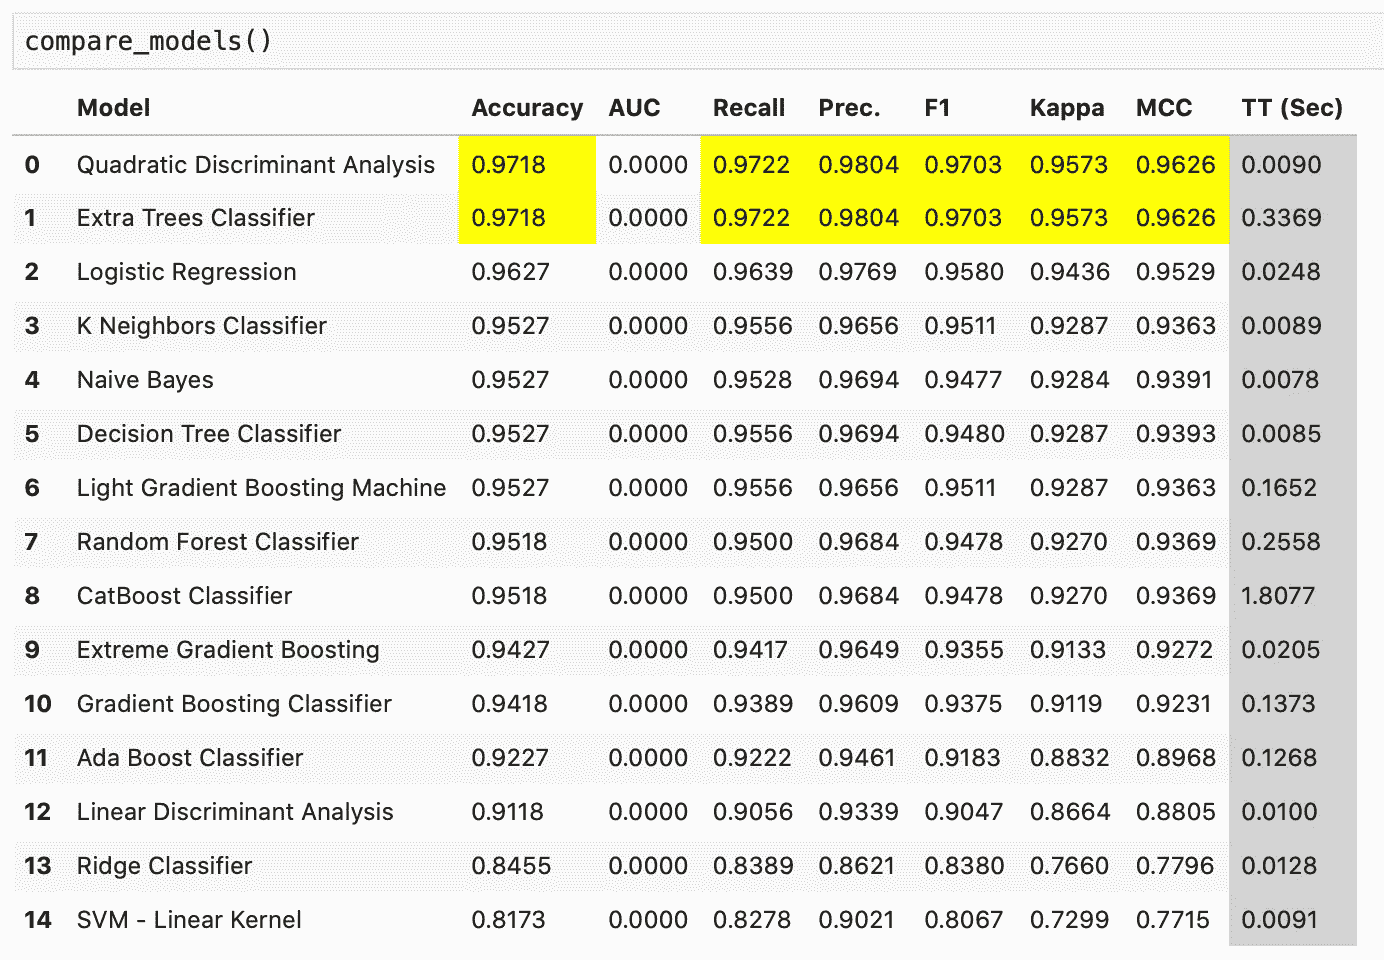 compare_models()
Model Accuracy AUC Recall Prec. F1 Kappa MCC TT (Sec)
0 Quadratic Discriminant Analysis 0.9718 0.0000 0.9722 0.9804 0.9703 0.9573 0.9626 0.0090
1 Extra Trees Classifier 0.9718 0.0000 0.9722 0.9804 0.9703 0.9573 0.9626 0.3369
2 Logistic Regression 0.9627 0.0000 0.9639 0.9769 0.9580 0.9436 0.9529 0.0248
3 K Neighbors Classifier 0.9527 0.0000 0.9556 0.9656 0.9511 0.9287 0.9363 0.0089
4 Naive Bayes 0.9527 0.0000 0.9528 0.9694 0.9477 0.9284 0.9391 0.0078
5 Decision Tree Classifier 0.9527 0.0000 0.9556 0.9694 0.9480 0.9287 0.9393 0.0085
6 Light Gradient Boosting Machine 0.9527 0.0000 0.9556 0.9656 0.9511 0.9287 0.9363 0.1652
7 Random Forest Classifier 0.9518 0.0000 0.9500 0.9684 0.9478 0.9270 0.9369 0.2558
8 CatBoost Classifier 0.9518 0.0000 0.9500 0.9684 0.9478 0.9270 0.9369 1.8077
9 Extreme Gradient Boosting 0.9427 0.0000 0.9417 0.9649 0.9355 0.9133 0.9272 0.0205
10 Gradient Boosting Classifier 0.9418 0.0000 0.9389 0.9609 0.9375 0.9119 0.9231 0.1373
11 Ada Boost Classifier 0.9227 0.0000 0.9222 0.9461 0.9183 0.8832 0.8968 0.1268
12 Linear Discriminant Analysis 0.9118 0.0000 0.9056 0.9339 0.9047 0.8664 0.8805 0.0100
13 Ridge Classifier 0.8455 0.0000 0.8389 0.8621 0.8380 0.7660 0.7796 0.0128
14 SVM - Linear Kernel 0.8173 0.0000 0.8278 0.9021 0.8067 0.7299 0.7715 0.0091